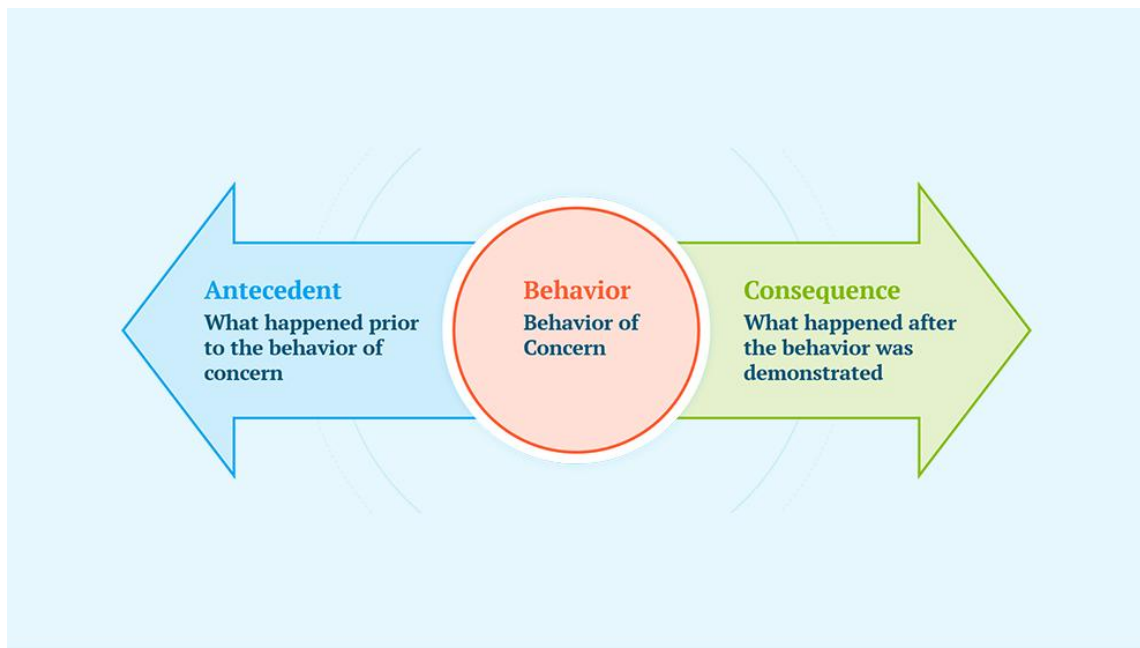 Antecedent
What happened prior
to the behavior of
concern
Behavior
Behavior of
Concern
Consequence
What happened after
the behavior was
demonstrated